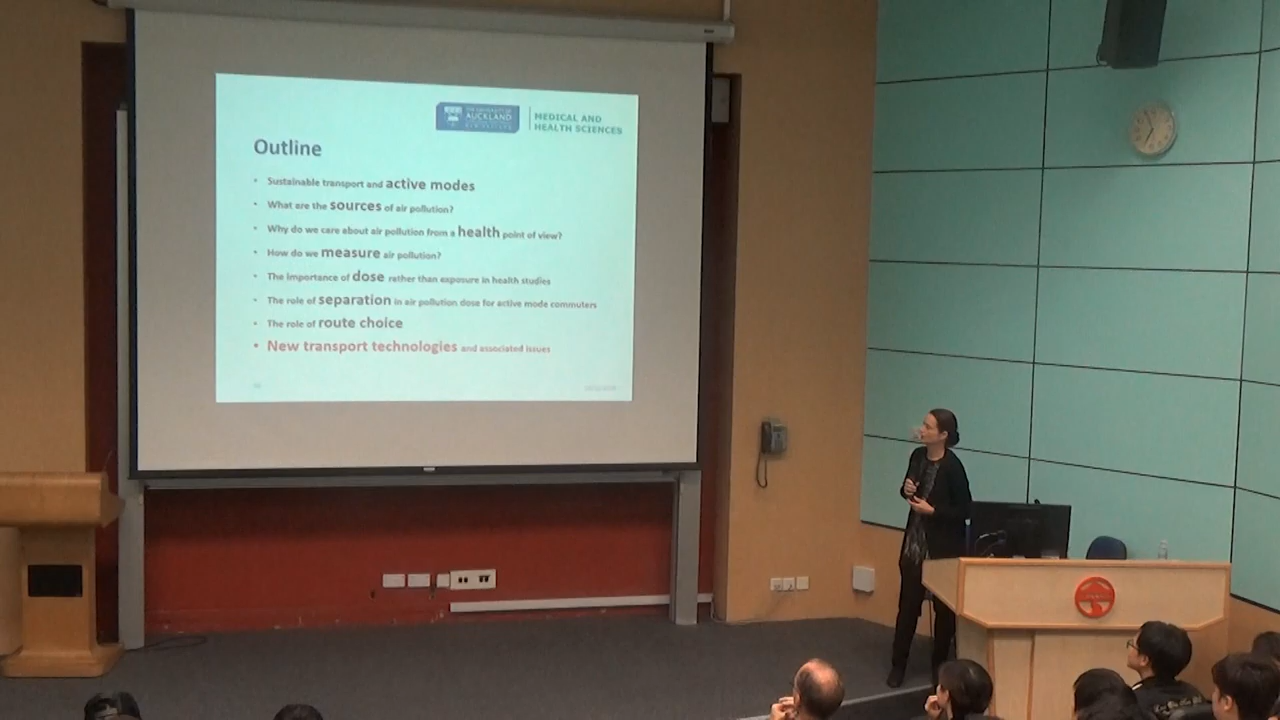 THE UNIVERSITY OF
AUCKLAND
NEW ZEALAND
MEDICAL AND
HEALTH SCIENCES
Outline
• Sustainable transport and active modes
• What are the sources of air pollution?
• Why do we care about air pollution from a health point of view?
• How do we measure air pollution?
• The importance of dose rather than exposure in health studies
• The role of separation in air pollution dose for active mode commuters
• The role of route choice
• New transport technologies and associated issues